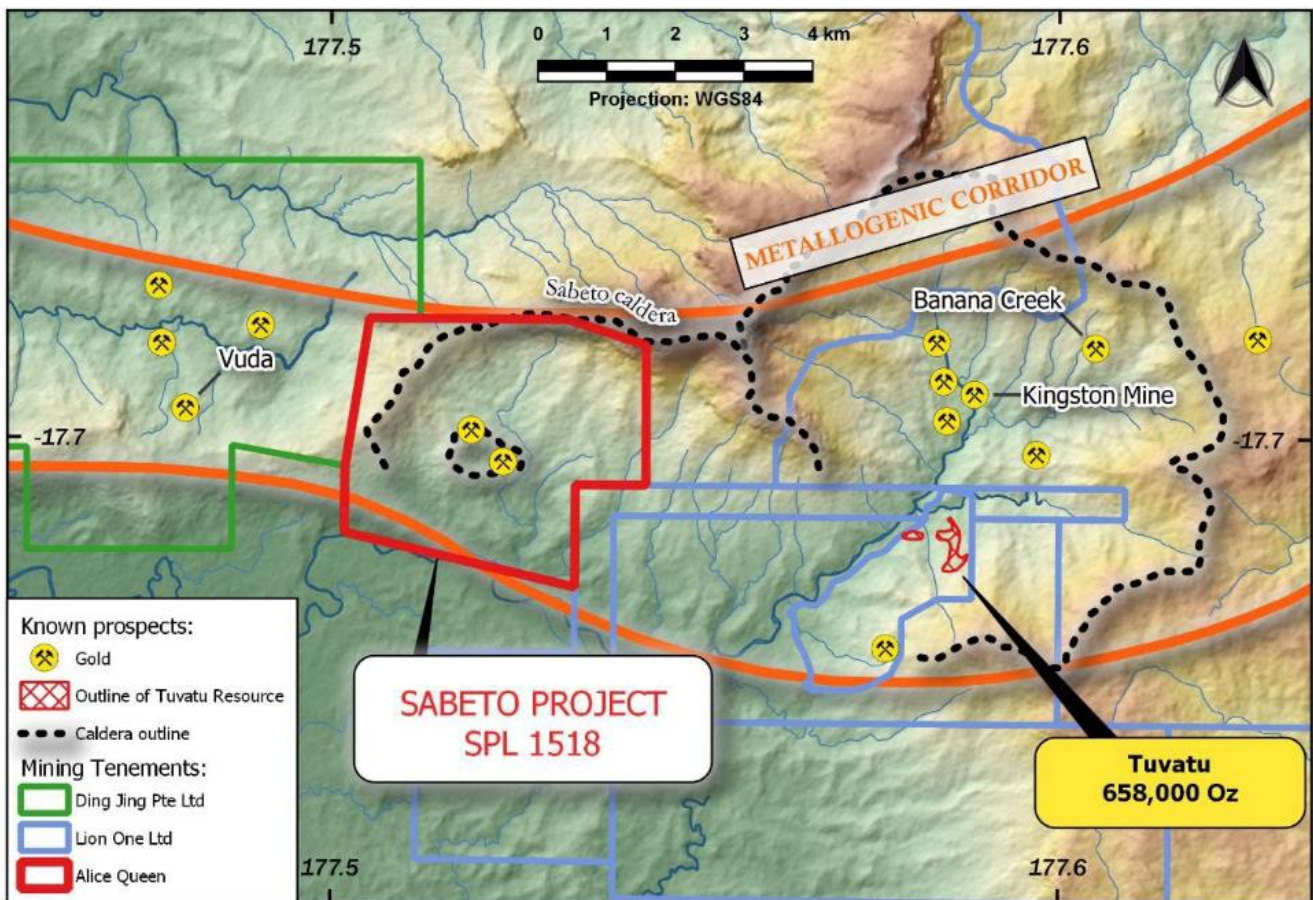 177.5
0 1 2 3 4 km
177.6
Projection: WGS84
METALLOGENIC CORRIDOR
Sabeto caldera
Banana Creek
Vuda
Kingston Mine
-17.7
-17.7
Known prospects:
Gold
Outline of Tuvatu Resource
Caldera outline
Mining Tenements:
Ding Jing Pte Ltd
Lion One Ltd
Alice Queen
SABETO PROJECT
SPL 1518
Tuvatu
658,000 Oz
177.5
177.6